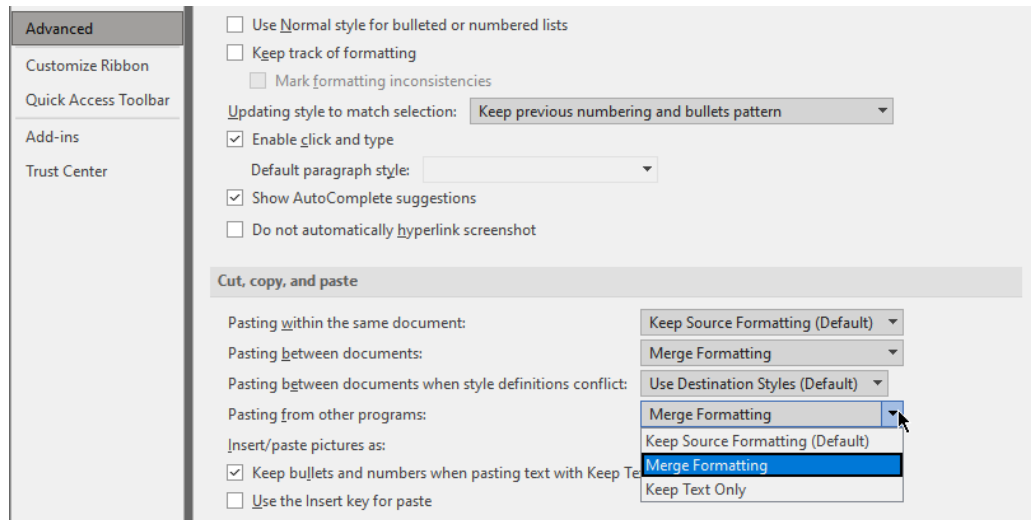 Advanced
Customize Ribbon
Quick Access Toolbar
Add-ins
Trust Center
Use Normal style for bulleted or numbered lists
Keep track of formatting
Mark formatting inconsistencies
Updating style to match selection: Keep previous numbering and bullets pattern
Enable click and type
Default paragraph style:
Show AutoComplete suggestions
Do not automatically hyperlink screenshot
Cut, copy, and paste
Pasting within the same document: Keep Source Formatting (Default)
Pasting between documents: Merge Formatting
Pasting between documents when style definitions conflict: Use Destination Styles (Default)
Pasting from other programs: Merge Formatting
Insert/paste pictures as:
Keep Source Formatting (Default)
Merge Formatting
Keep Text Only
Keep bullets and numbers when pasting text with Keep
Use the Insert key for paste